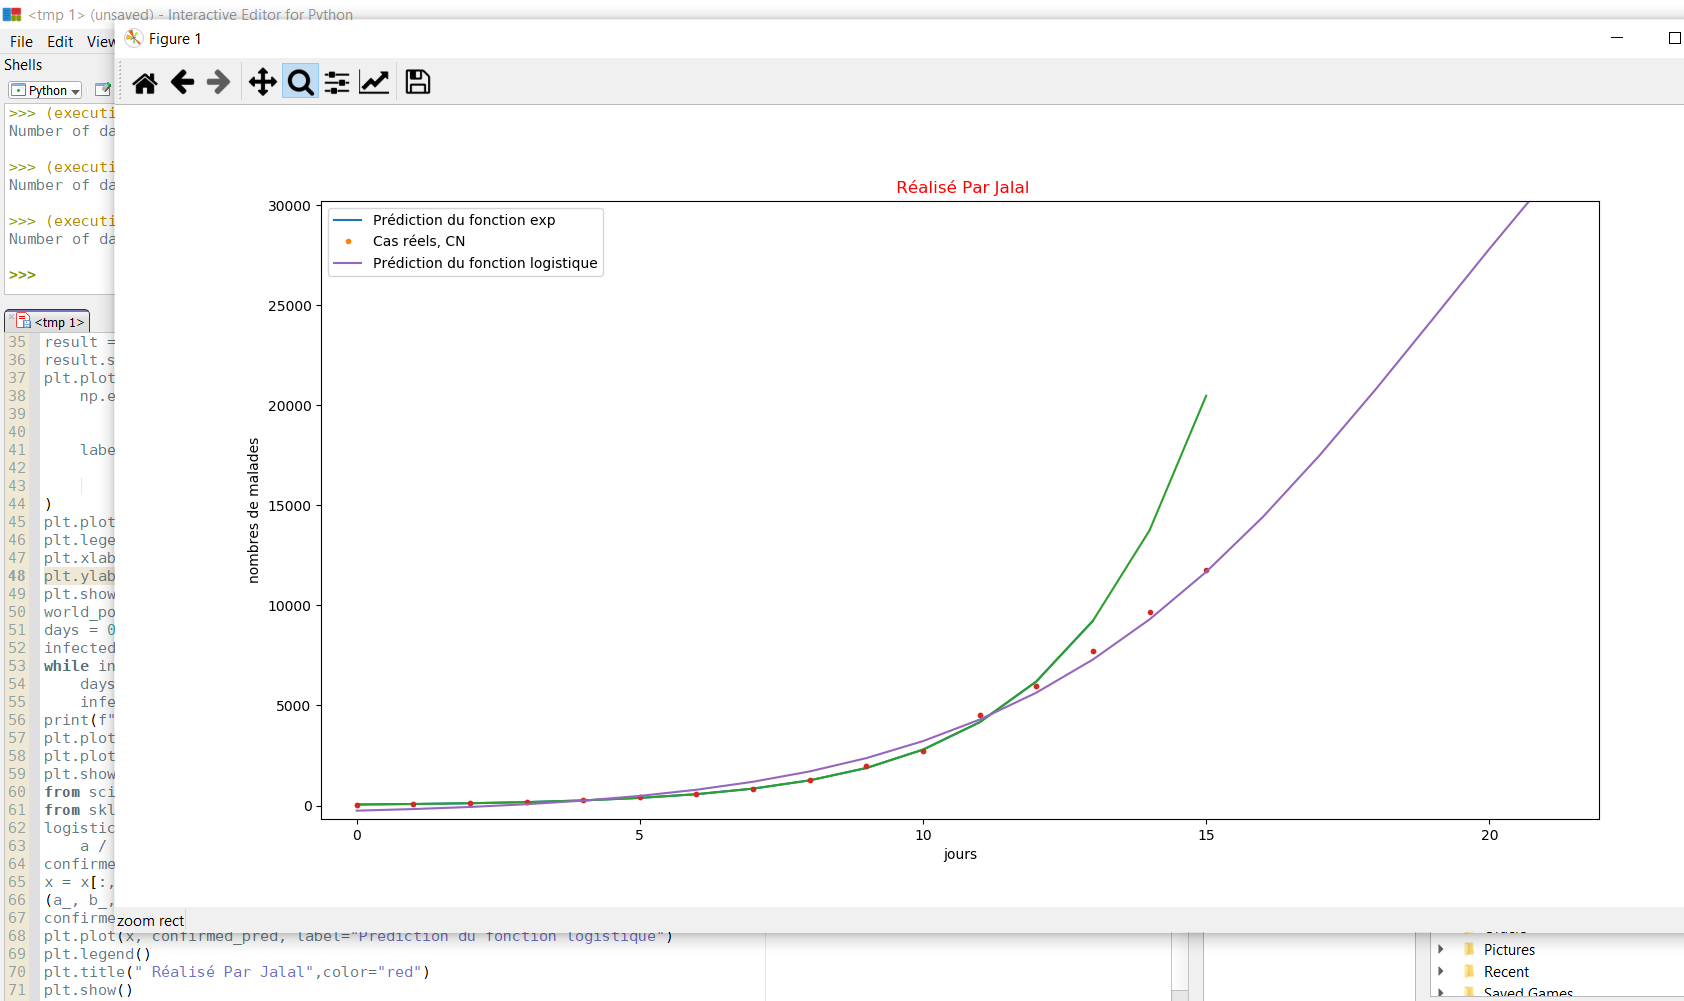 <tmp 1> (unsaved) - Interactive Editor for Python
File Edit View
Figure 1
Shells
Python
>>> (executi
Number of da
>>> (executi
Number of da
>>> (executi
Number of da
>>>
<tmp 1>
35 result =
36 result.s
37 plt.plot
38 np.e
39
40
41 labe
42
43
44 )
45 plt.plot
46 plt.lege
47 plt.xlab
48 plt.ylab
49 plt.show
50 world_po
51 days = 0
52 infected
53 while in
54 days
55 infe
56 print(f"
57 plt.plot
58 plt.plot
59 plt.show
60 from sci
61 from skl
62 logistic
63 a /
64 confirme
65 x = x[:,
66 (a_, b_,
67 confirme
68 plt.plot(x, confirmed_pred, label="Prédiction du fonction logistique")
69 plt.legend()
70 plt.title(" Réalisé Par Jalal",color="red")
71 plt.show()
Réalisé Par Jalal
Prédiction du fonction exp
Cas réels, CN
Prédiction du fonction logistique
30000
25000
20000
15000
10000
5000
0
nombres de malades
0 5 10 15 20
jours
zoom rect
Pictures
Recent
Saved Games